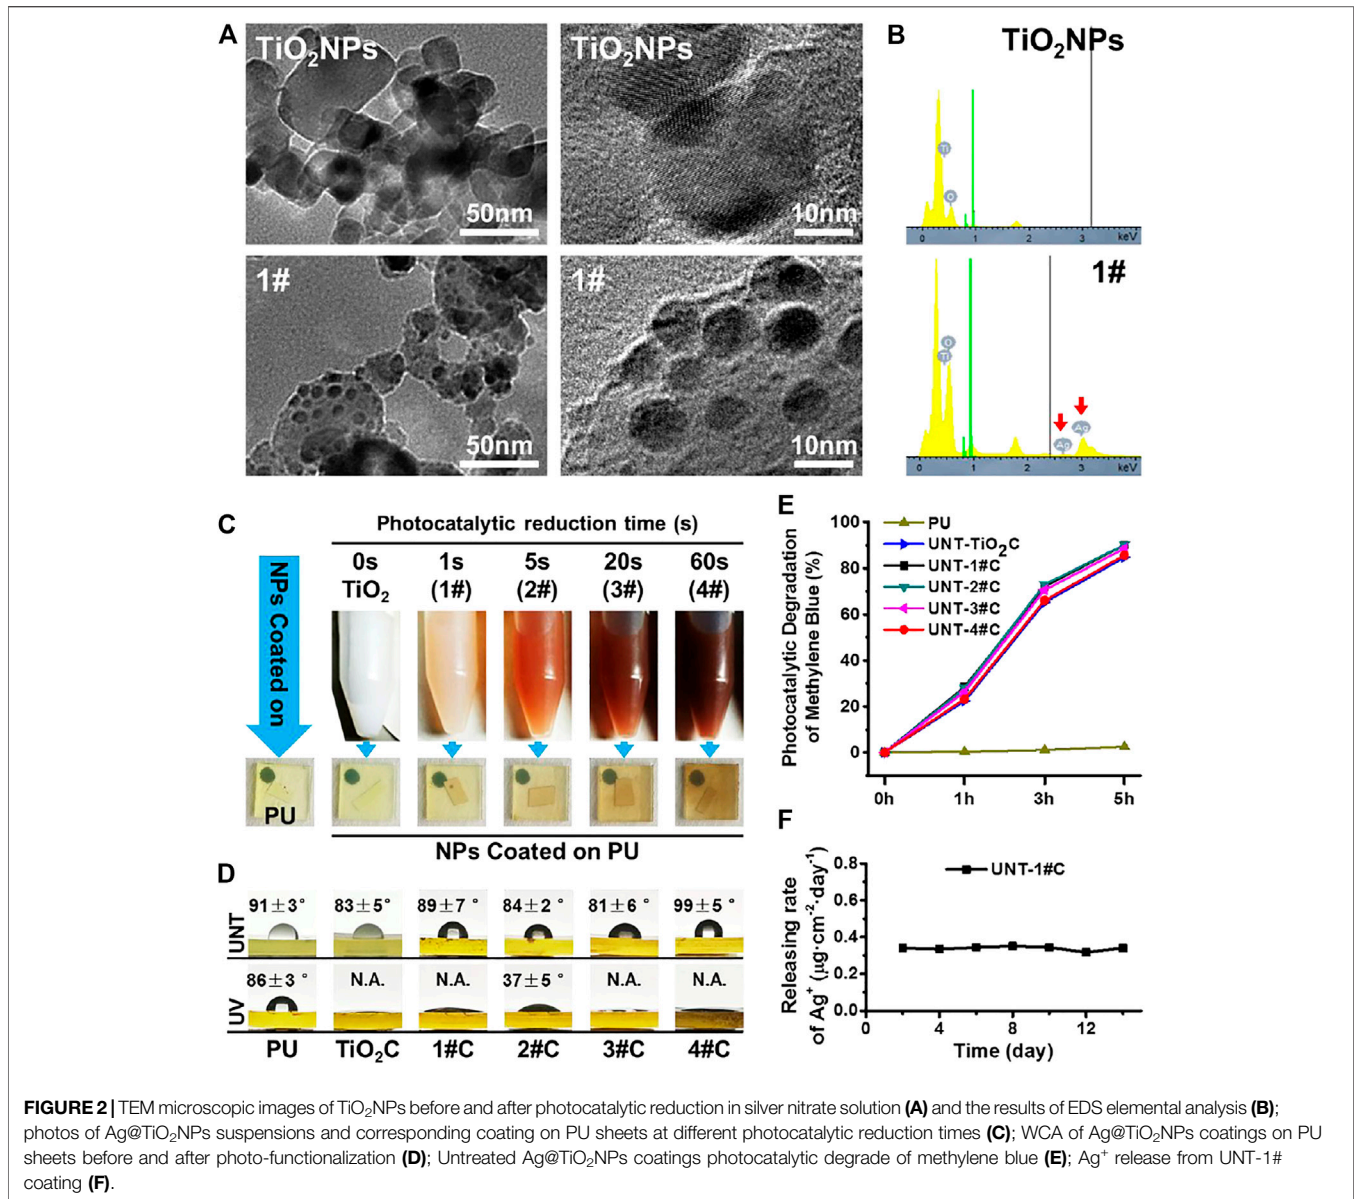 A
TiO2NPs
50nm
TiO2NPs
10nm
1#
50nm
1#
10nm
B
TiO2NPs
Ti
O
0 1 2 3 keV
1#
O
Ti
Ag
Ag
0 1 2 3 keV
C
Photocatalytic reduction time (s)
0s 1s 5s 20s 60s
TiO2 (1#) (2#) (3#) (4#)
NPs Coated on
PU
NPs Coated on PU
D
UNT
91±3° 83±5° 89±7° 84±2° 81±6° 99±5°
UV
86±3° N.A. N.A. 37±5° N.A. N.A.
PU TiO2C 1#C 2#C 3#C 4#C
E
Photocatalytic Degradation
of Methylene Blue (%)
100
80
60
40
20
0
PU
UNT-TiO2C
UNT-1#C
UNT-2#C
UNT-3#C
UNT-4#C
0h 1h 3h 5h
F
Releasing rate
of Ag⁺ (μg·cm⁻²·day⁻¹)
0.8
0.6
0.4
0.2
0.0
UNT-1#C
0 4 8 12
Time (day)
FIGURE 2 | TEM microscopic images of TiO2NPs before and after photocatalytic reduction in silver nitrate solution (A) and the results of EDS elemental analysis (B);
photos of Ag@TiO2NPs suspensions and corresponding coating on PU sheets at different photocatalytic reduction times (C); WCA of Ag@TiO2NPs coatings on PU
sheets before and after photo-functionalization (D); Untreated Ag@TiO2NPs coatings photocatalytic degrade of methylene blue (E); Ag⁺ release from UNT-1#
coating (F).